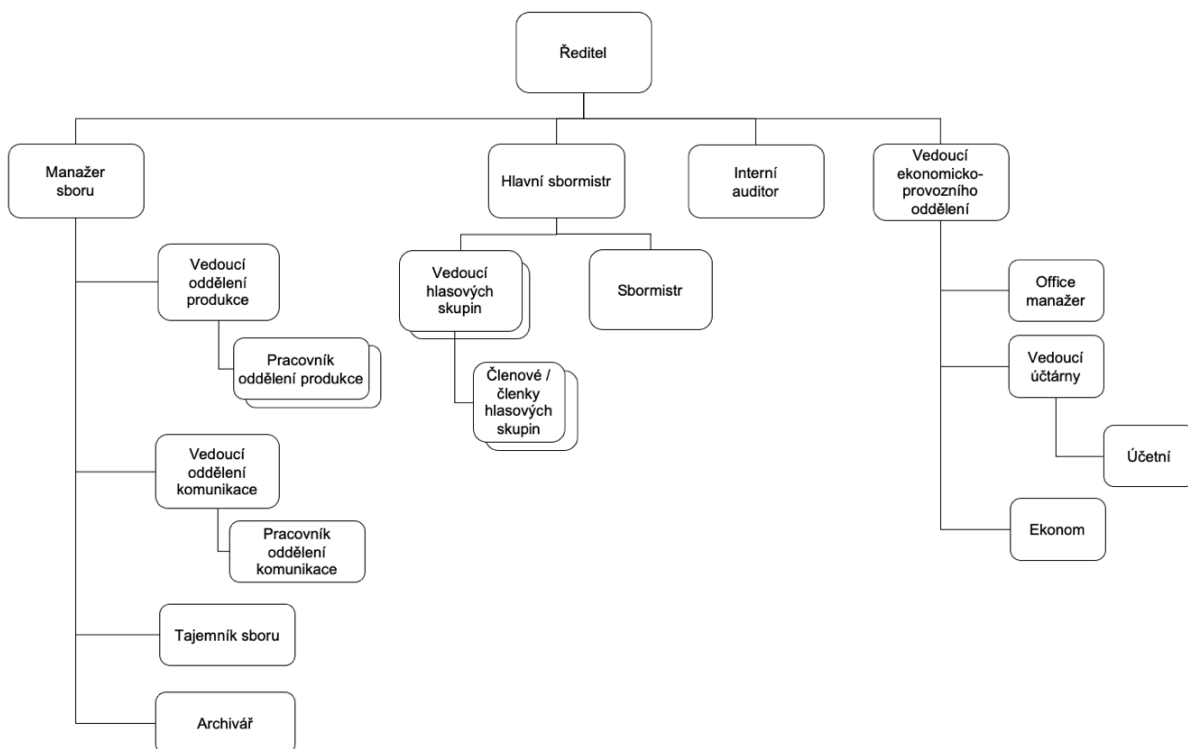 Ředitel
Manažer
sboru
Hlavní sbormistr
Interní
auditor
Vedoucí
ekonomicko-
provozního
oddělení
Vedoucí
oddělení
produkce
Pracovník
oddělení produkce
Vedoucí
oddělení
komunikace
Pracovník
oddělení
komunikace
Tajemník sboru
Archivář
Vedoucí
hlasových
skupin
Členové /
členky
hlasových
skupin
Sbormistr
Office
manažer
Vedoucí
účtárny
Účetní
Ekonom